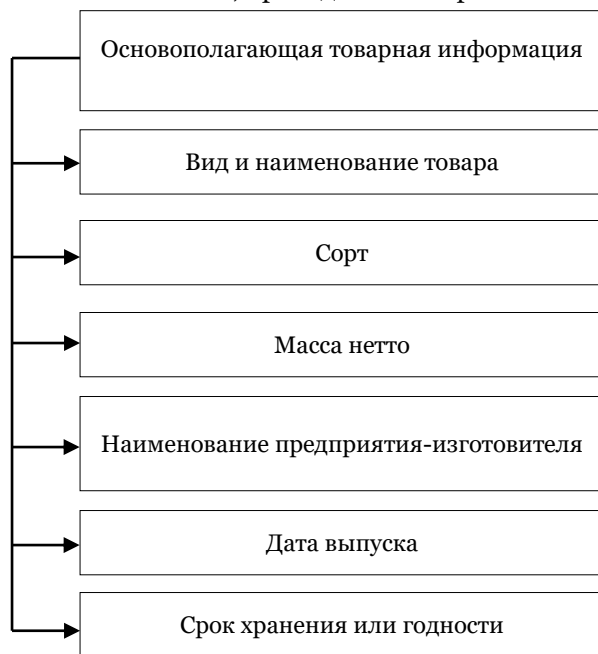 Основополагающая товарная информация
Вид и наименование товара
Сорт
Масса нетто
Наименование предприятия-изготовителя
Дата выпуска
Срок хранения или годности